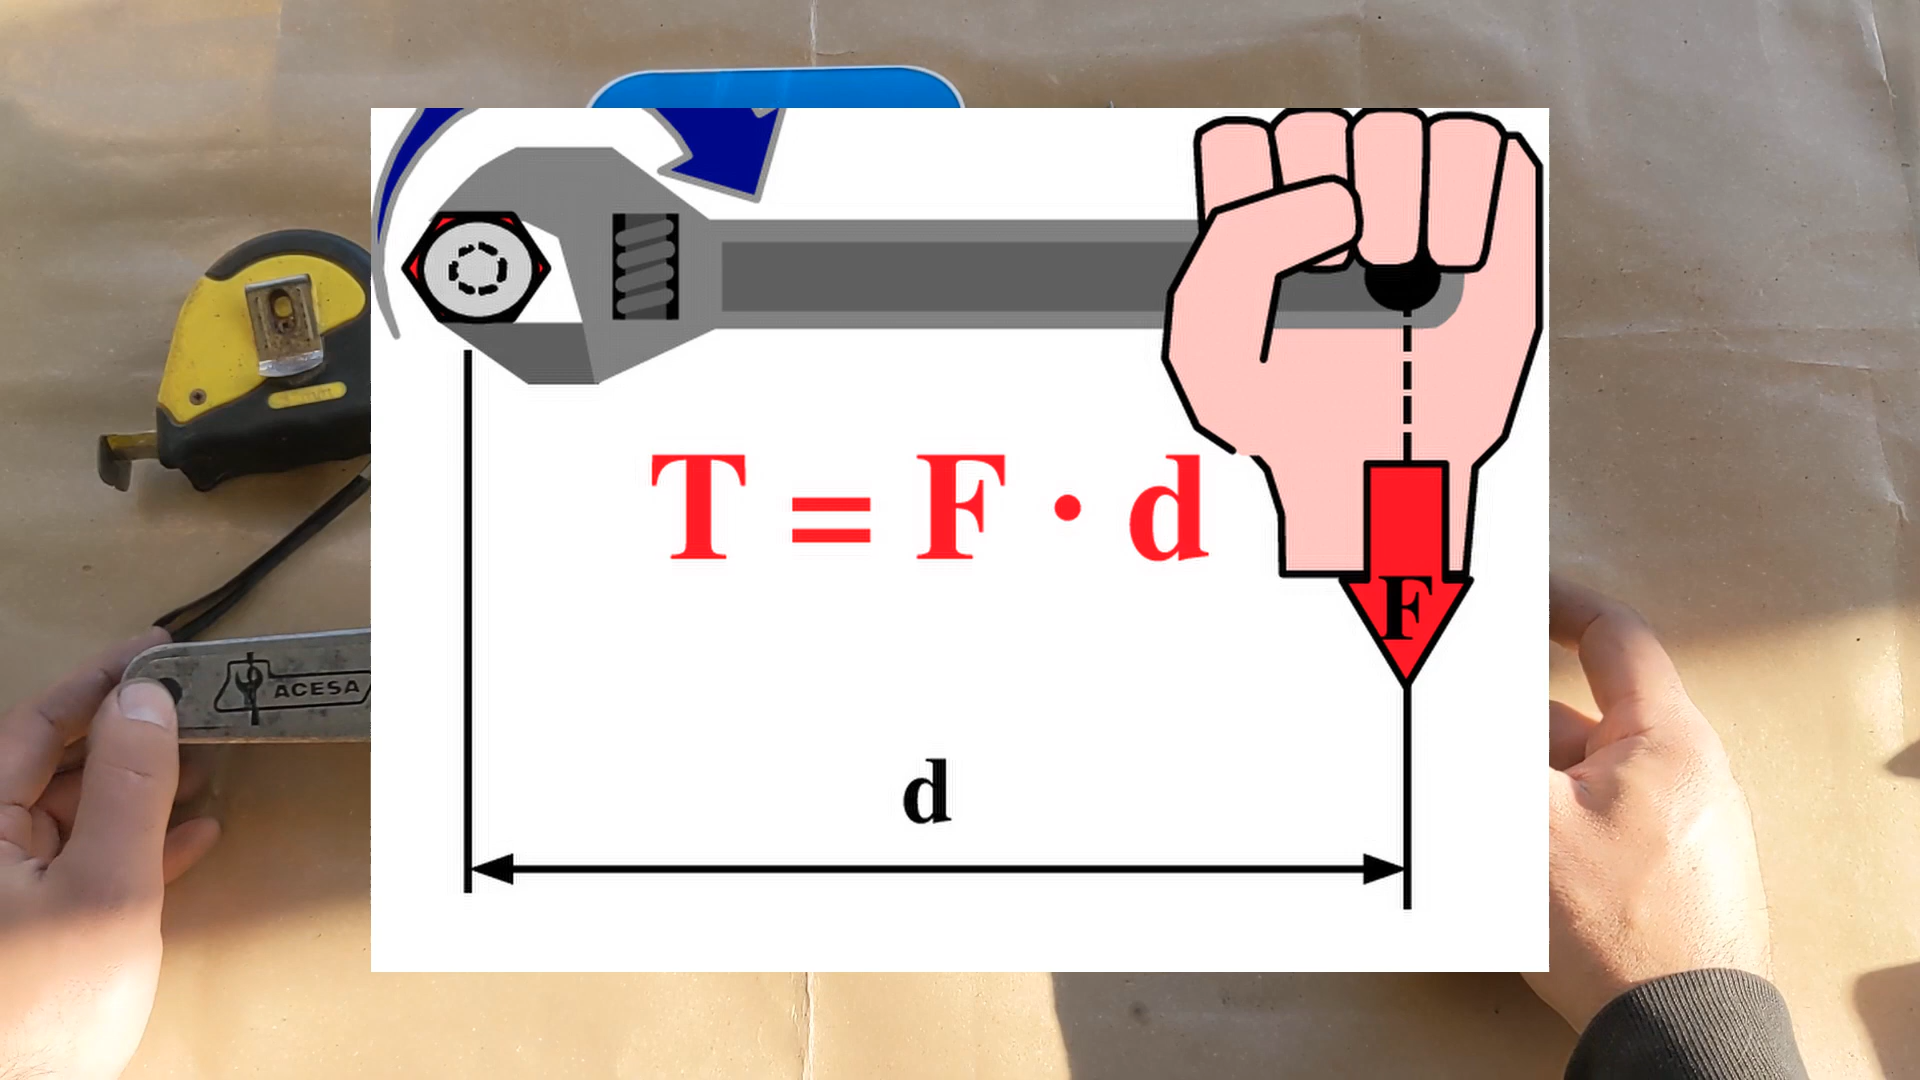 T = F · d
F
ACESA
d